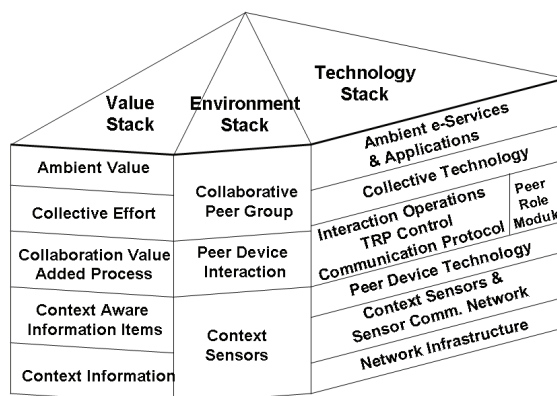 Value
Stack
Environment
Stack
Technology
Stack
Ambient Value
Collective Effort
Collaboration Value
Added Process
Context Aware
Information Items
Context Information
Collaborative
Peer Group
Peer Device
Interaction
Context
Sensors
Ambient e-Services
& Applications
Collective Technology
Interaction Operations
TRP Control
Communication Protocol
Peer
Role
Modul
Peer Device Technology
Context Sensors &
Sensor Comm. Network
Network Infrastructure